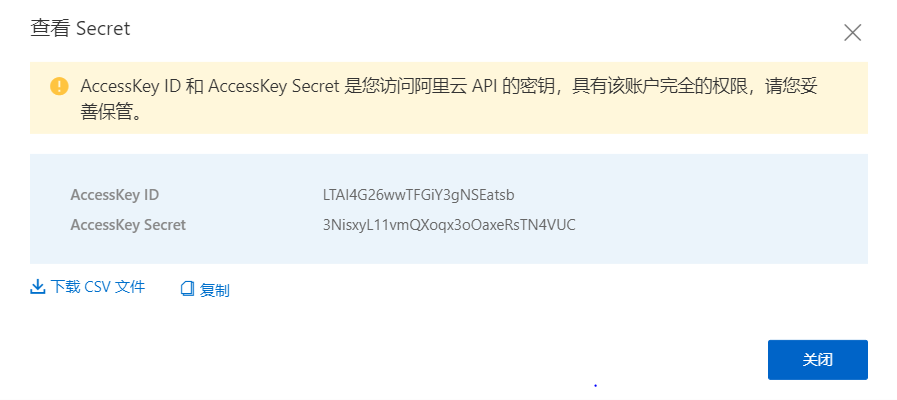 查看 Secret
AccessKey ID 和 AccessKey Secret 是您访问阿里云 API 的密钥，具有该账户完全的权限，请您妥
善保管。
AccessKey ID LTAI4G26wwTFGiY3gNSEatsb
AccessKey Secret 3NisxyL11vmQXoqx3oOaxeRsTN4VUC
下载 CSV 文件 复制
关闭